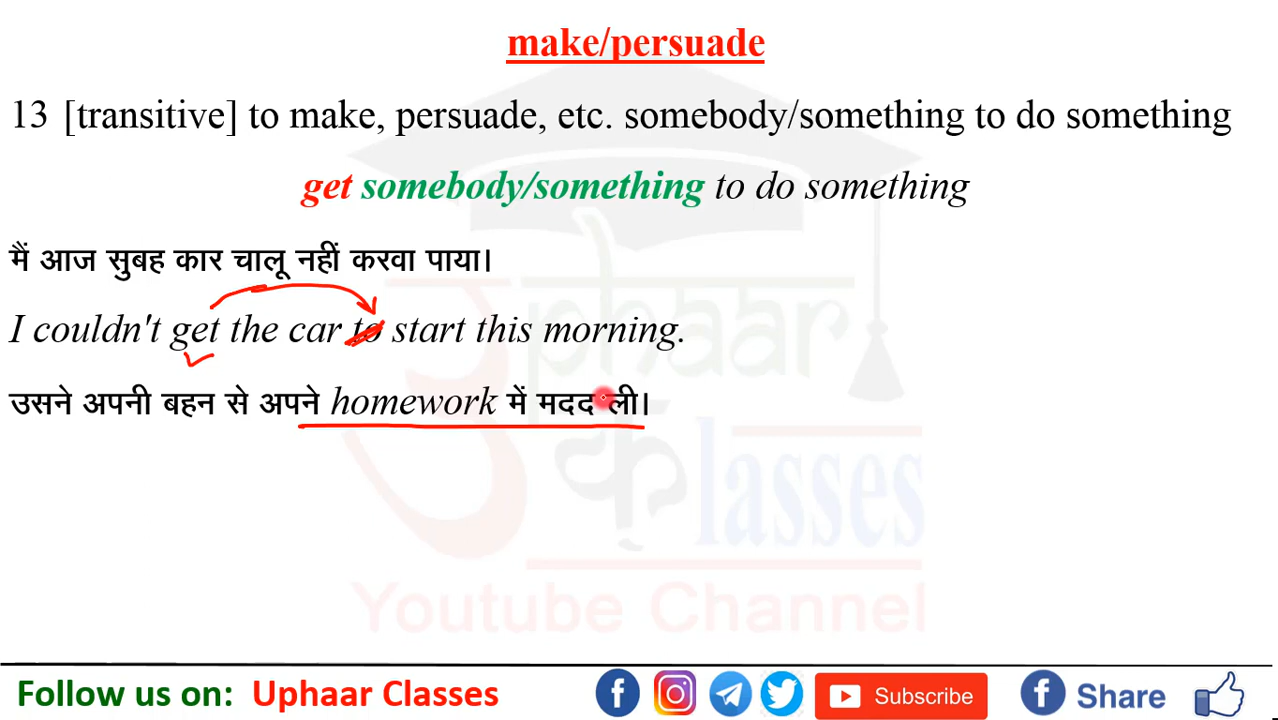 make/persuade
13 [transitive] to make, persuade, etc. somebody/something to do something
get somebody/something to do something
मैं आज सुबह कार चालू नहीं करवा पाया।
I couldn't get the car to start this morning.
उसने अपनी बहन से अपने homework में मदद ली।
उपhaar
कlasses
Youtube Channel
Follow us on: Uphaar Classes
Subscribe
Share